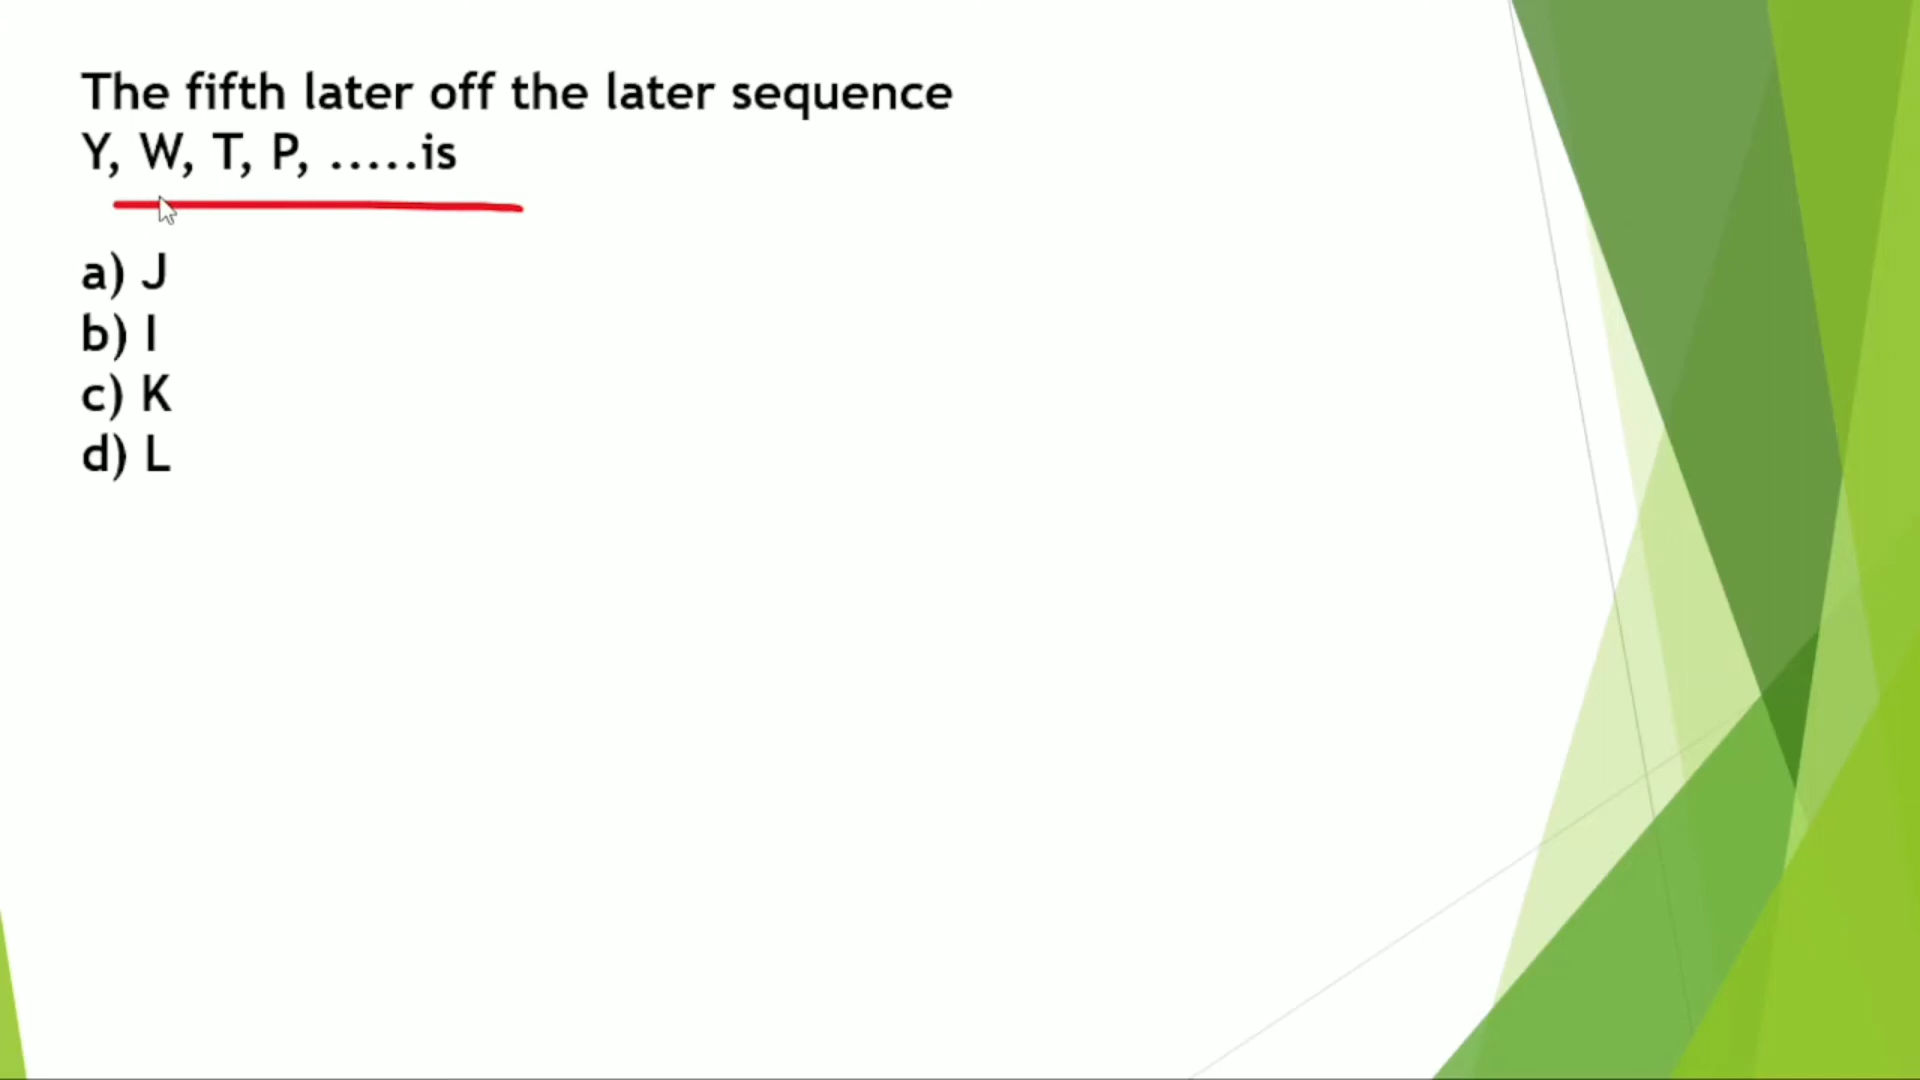 The fifth later off the later sequence
Y, W, T, P, .....is
a) J
b) I
c) K
d) L